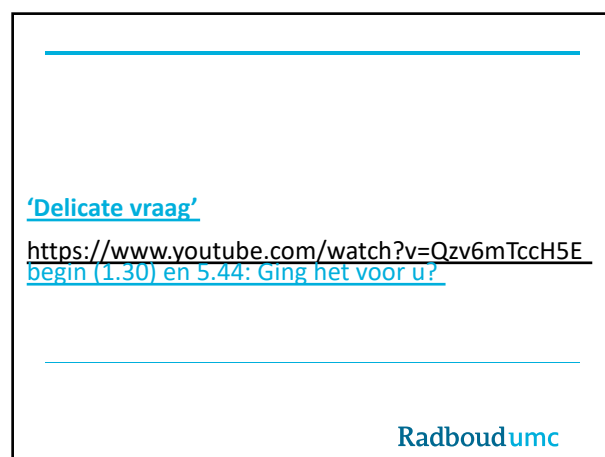 ‘Delicate vraag’
https://www.youtube.com/watch?v=Qzv6mTccH5E
begin (1.30) en 5.44: Ging het voor u?
Radboudumc